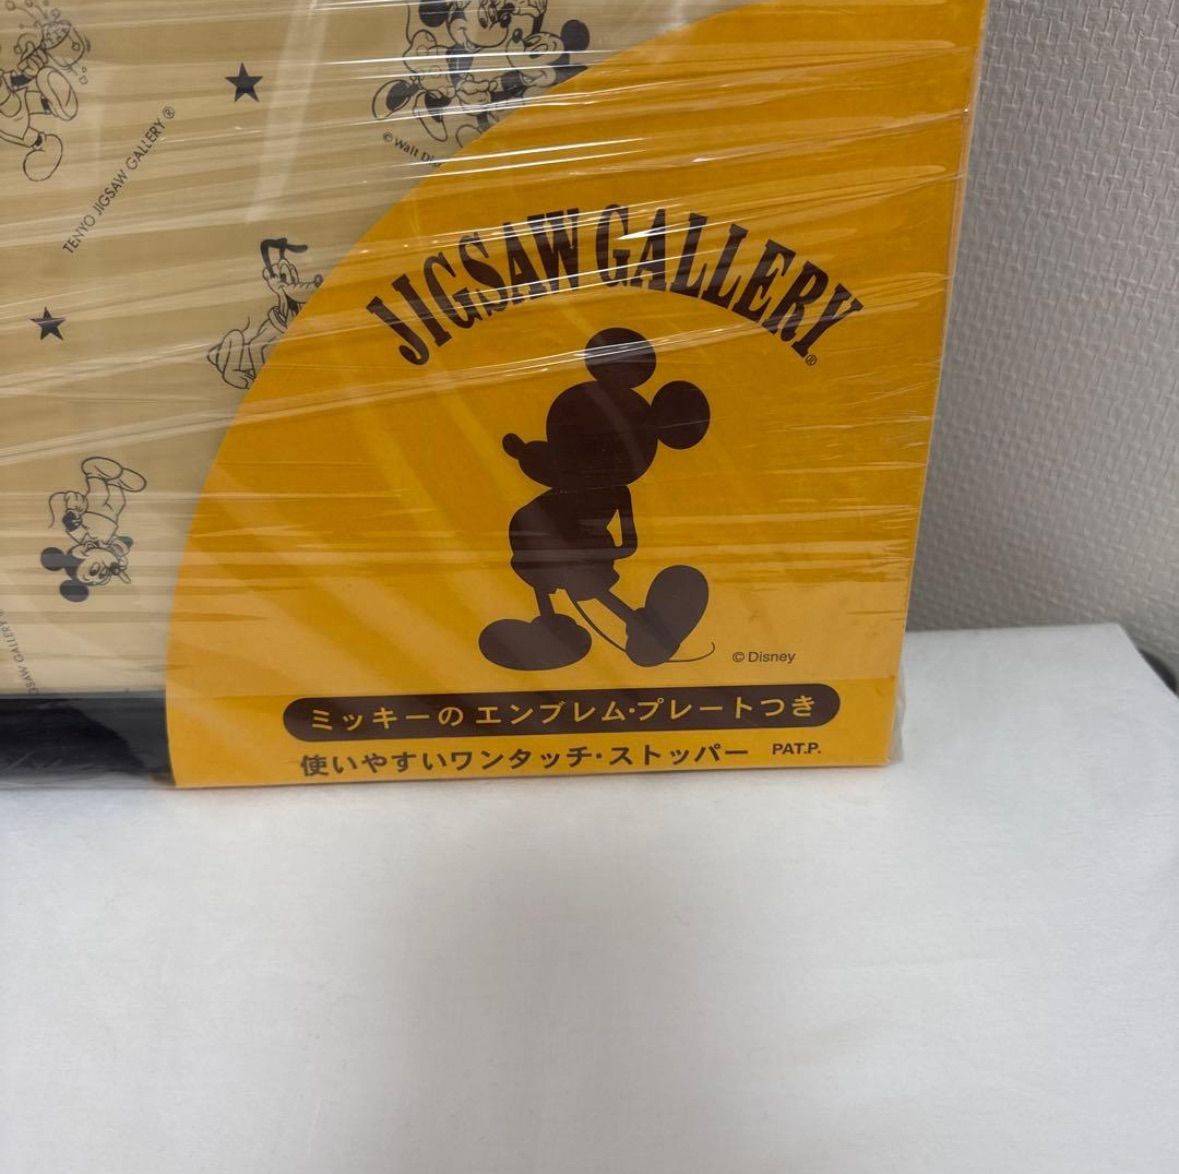 TENYO JIGSAW GALLERY ®
© Walt
JIGSAW GALLERY®
© Disney
ミッキーの エンブレム・プレートつき
使いやすいワンタッチ・ストッパー PAT.P.
GALLERY